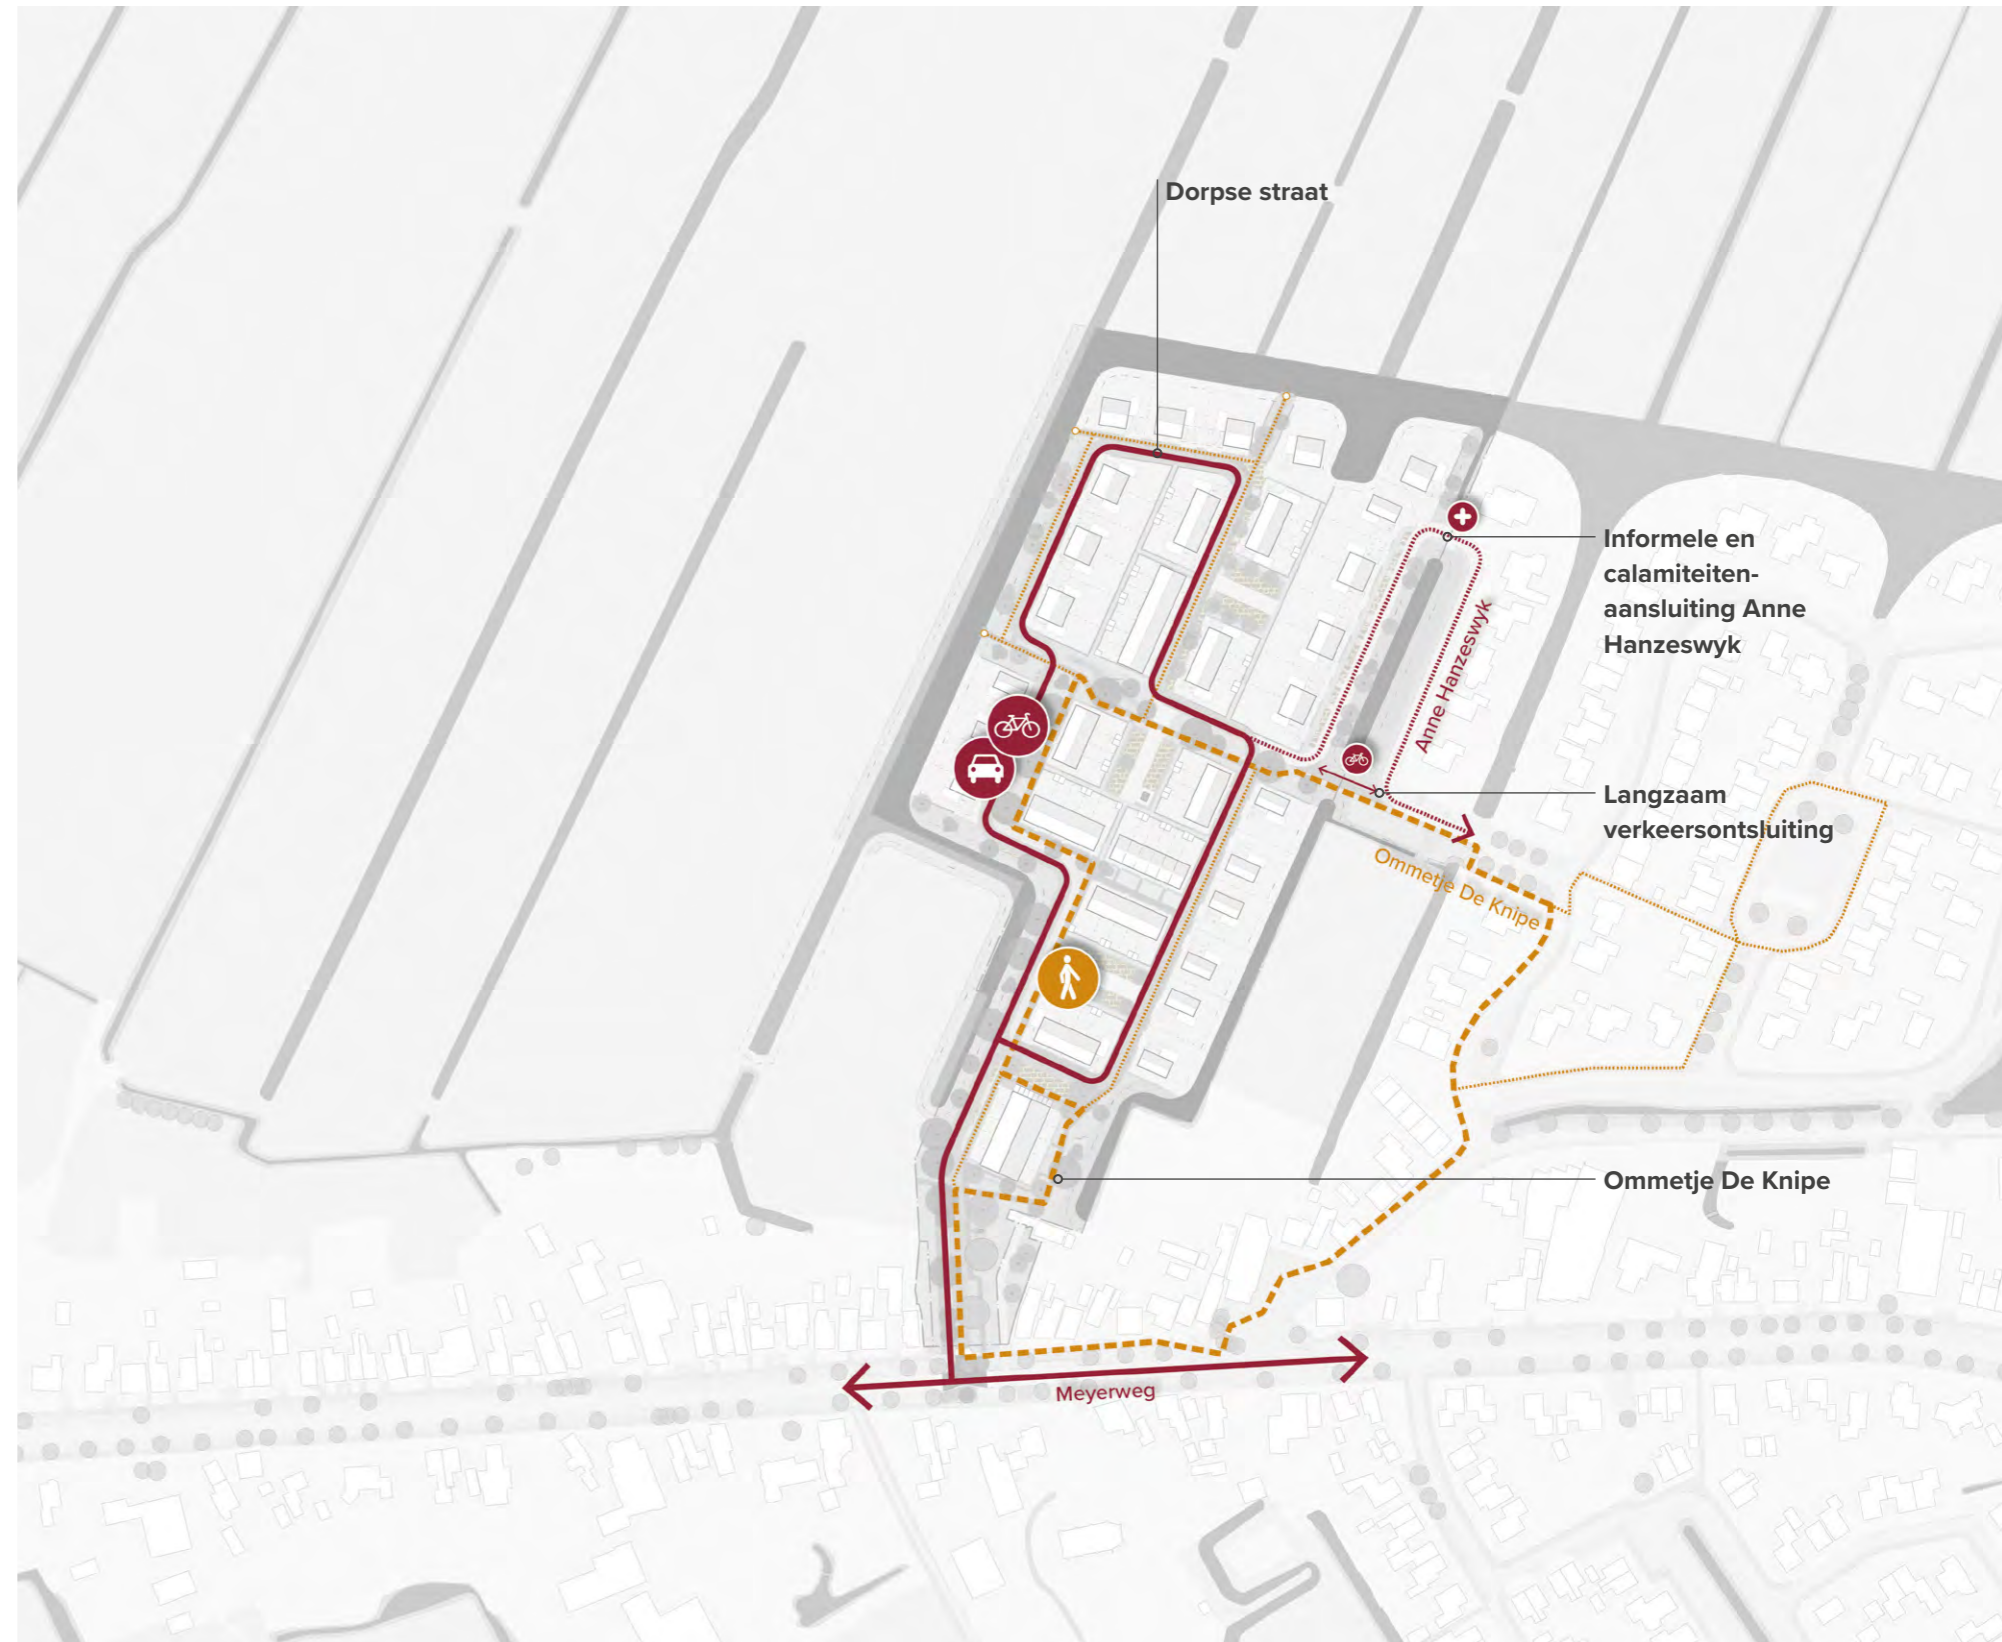 Dorpse straat
Informele en
calamiteiten-
aansluiting Anne
Hanzeswyk
Anne Hanzeswyk
Langzaam
verkeersontsluiting
Ommetje De Knipe
Ommetje De Knipe
Meyerweg